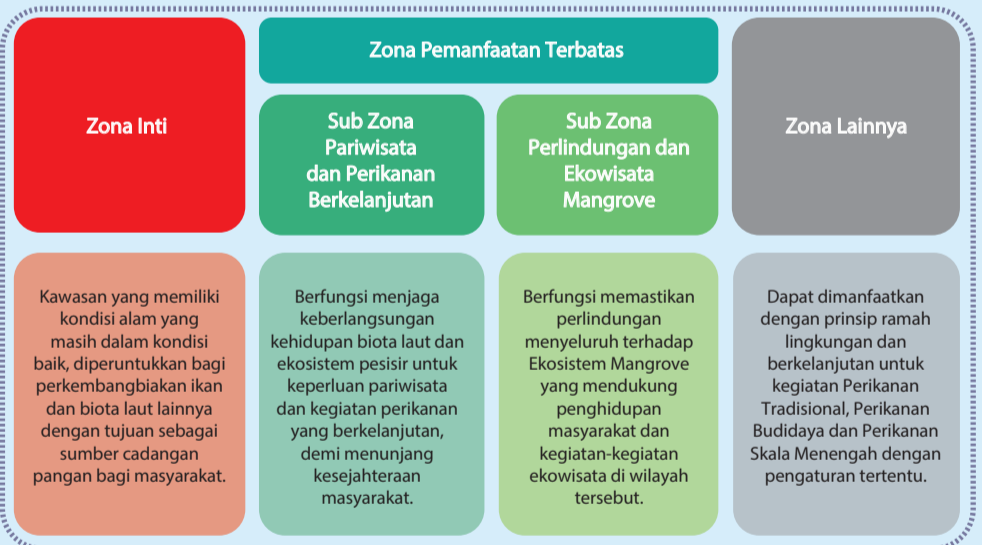 Zona Inti
Zona Pemanfaatan Terbatas
Sub Zona
Pariwisata
dan Perikanan
Berkelanjutan
Sub Zona
Perlindungan dan
Ekowisata
Mangrove
Zona Lainnya
Kawasan yang memiliki
kondisi alam yang
masih dalam kondisi
baik, diperuntukkan bagi
perkembangbiakan ikan
dan biota laut lainnya
dengan tujuan sebagai
sumber cadangan
pangan bagi masyarakat.
Berfungsi menjaga
keberlangsungan
kehidupan biota laut dan
ekosistem pesisir untuk
keperluan pariwisata
dan kegiatan perikanan
yang berkelanjutan,
demi menunjang
kesejahteraan
masyarakat.
Berfungsi memastikan
perlindungan
menyeluruh terhadap
Ekosistem Mangrove
yang mendukung
penghidupan
masyarakat dan
kegiatan-kegiatan
ekowisata di wilayah
tersebut.
Dapat dimanfaatkan
dengan prinsip ramah
lingkungan dan
berkelanjutan untuk
kegiatan Perikanan
Tradisional, Perikanan
Budidaya dan Perikanan
Skala Menengah dengan
pengaturan tertentu.